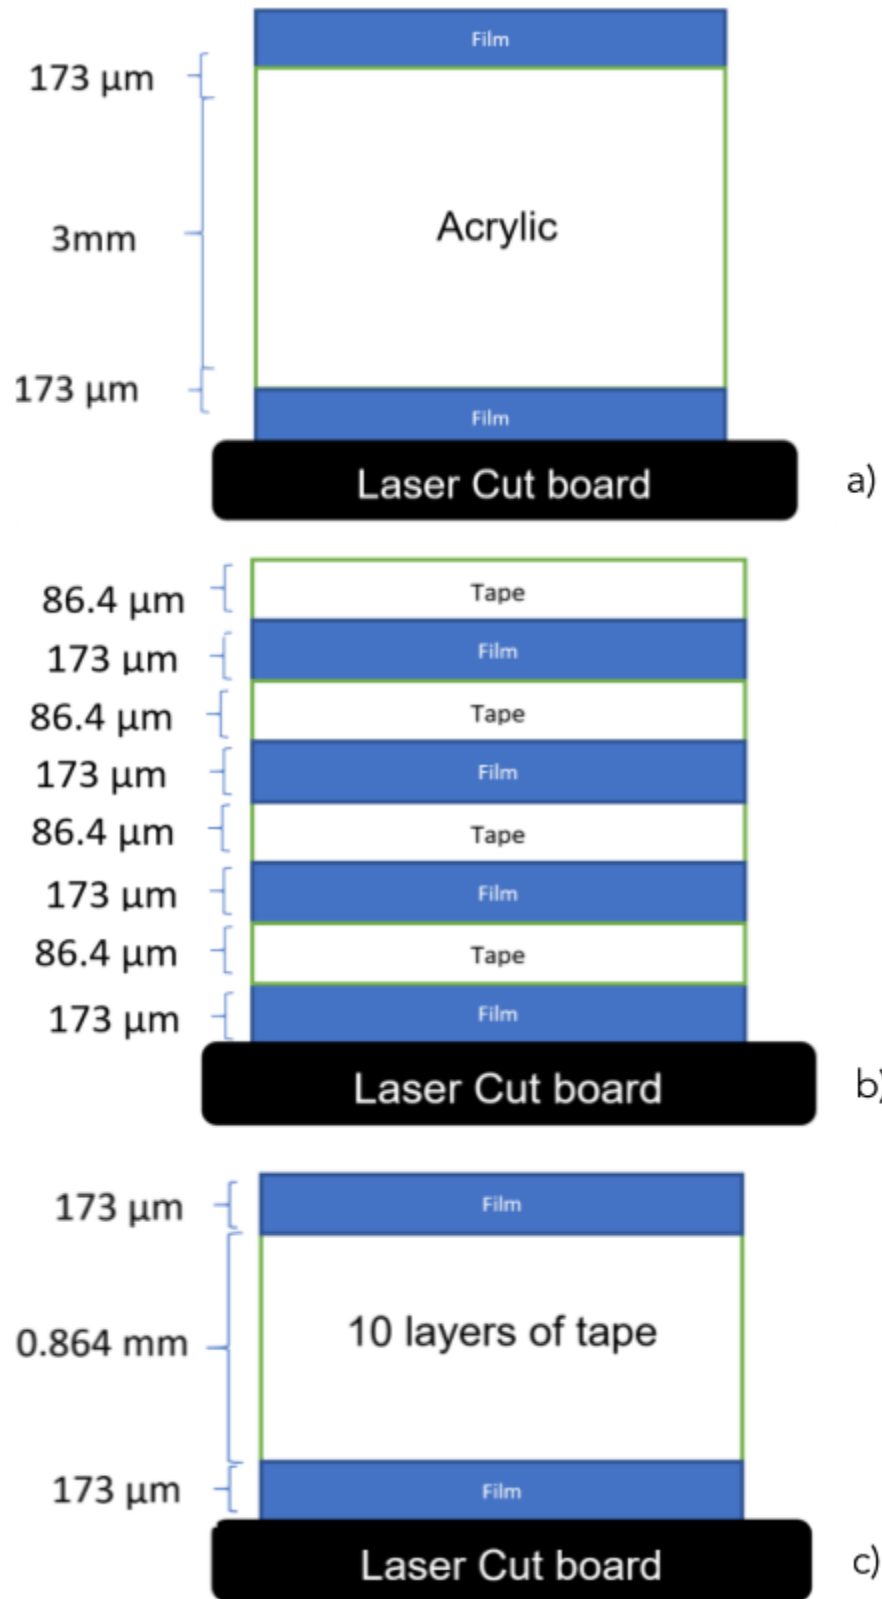 Film
173 μm
Acrylic
3mm
173 μm
Film
Laser Cut board
a)
86.4 μm
Tape
173 μm
Film
86.4 μm
Tape
173 μm
Film
86.4 μm
Tape
173 μm
Film
86.4 μm
Tape
173 μm
Film
Laser Cut board
b)
173 μm
Film
0.864 mm
10 layers of tape
173 μm
Film
Laser Cut board
c)